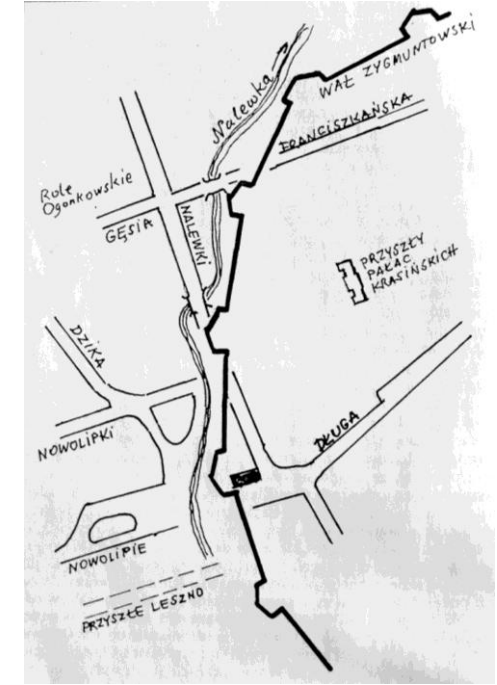 WAŁ ZYGMUNTOWSKI
Nalewka
FRANCISZKAŃSKA
Role
Ogonkowskie
GĘSIA
NALEWKI
PRZYSZŁY
PAŁAC
KRASIŃSKICH
DZIKA
NOWOLIPKI
DŁUGA
NOWOLIPIE
PRZYSZŁE LESZNO